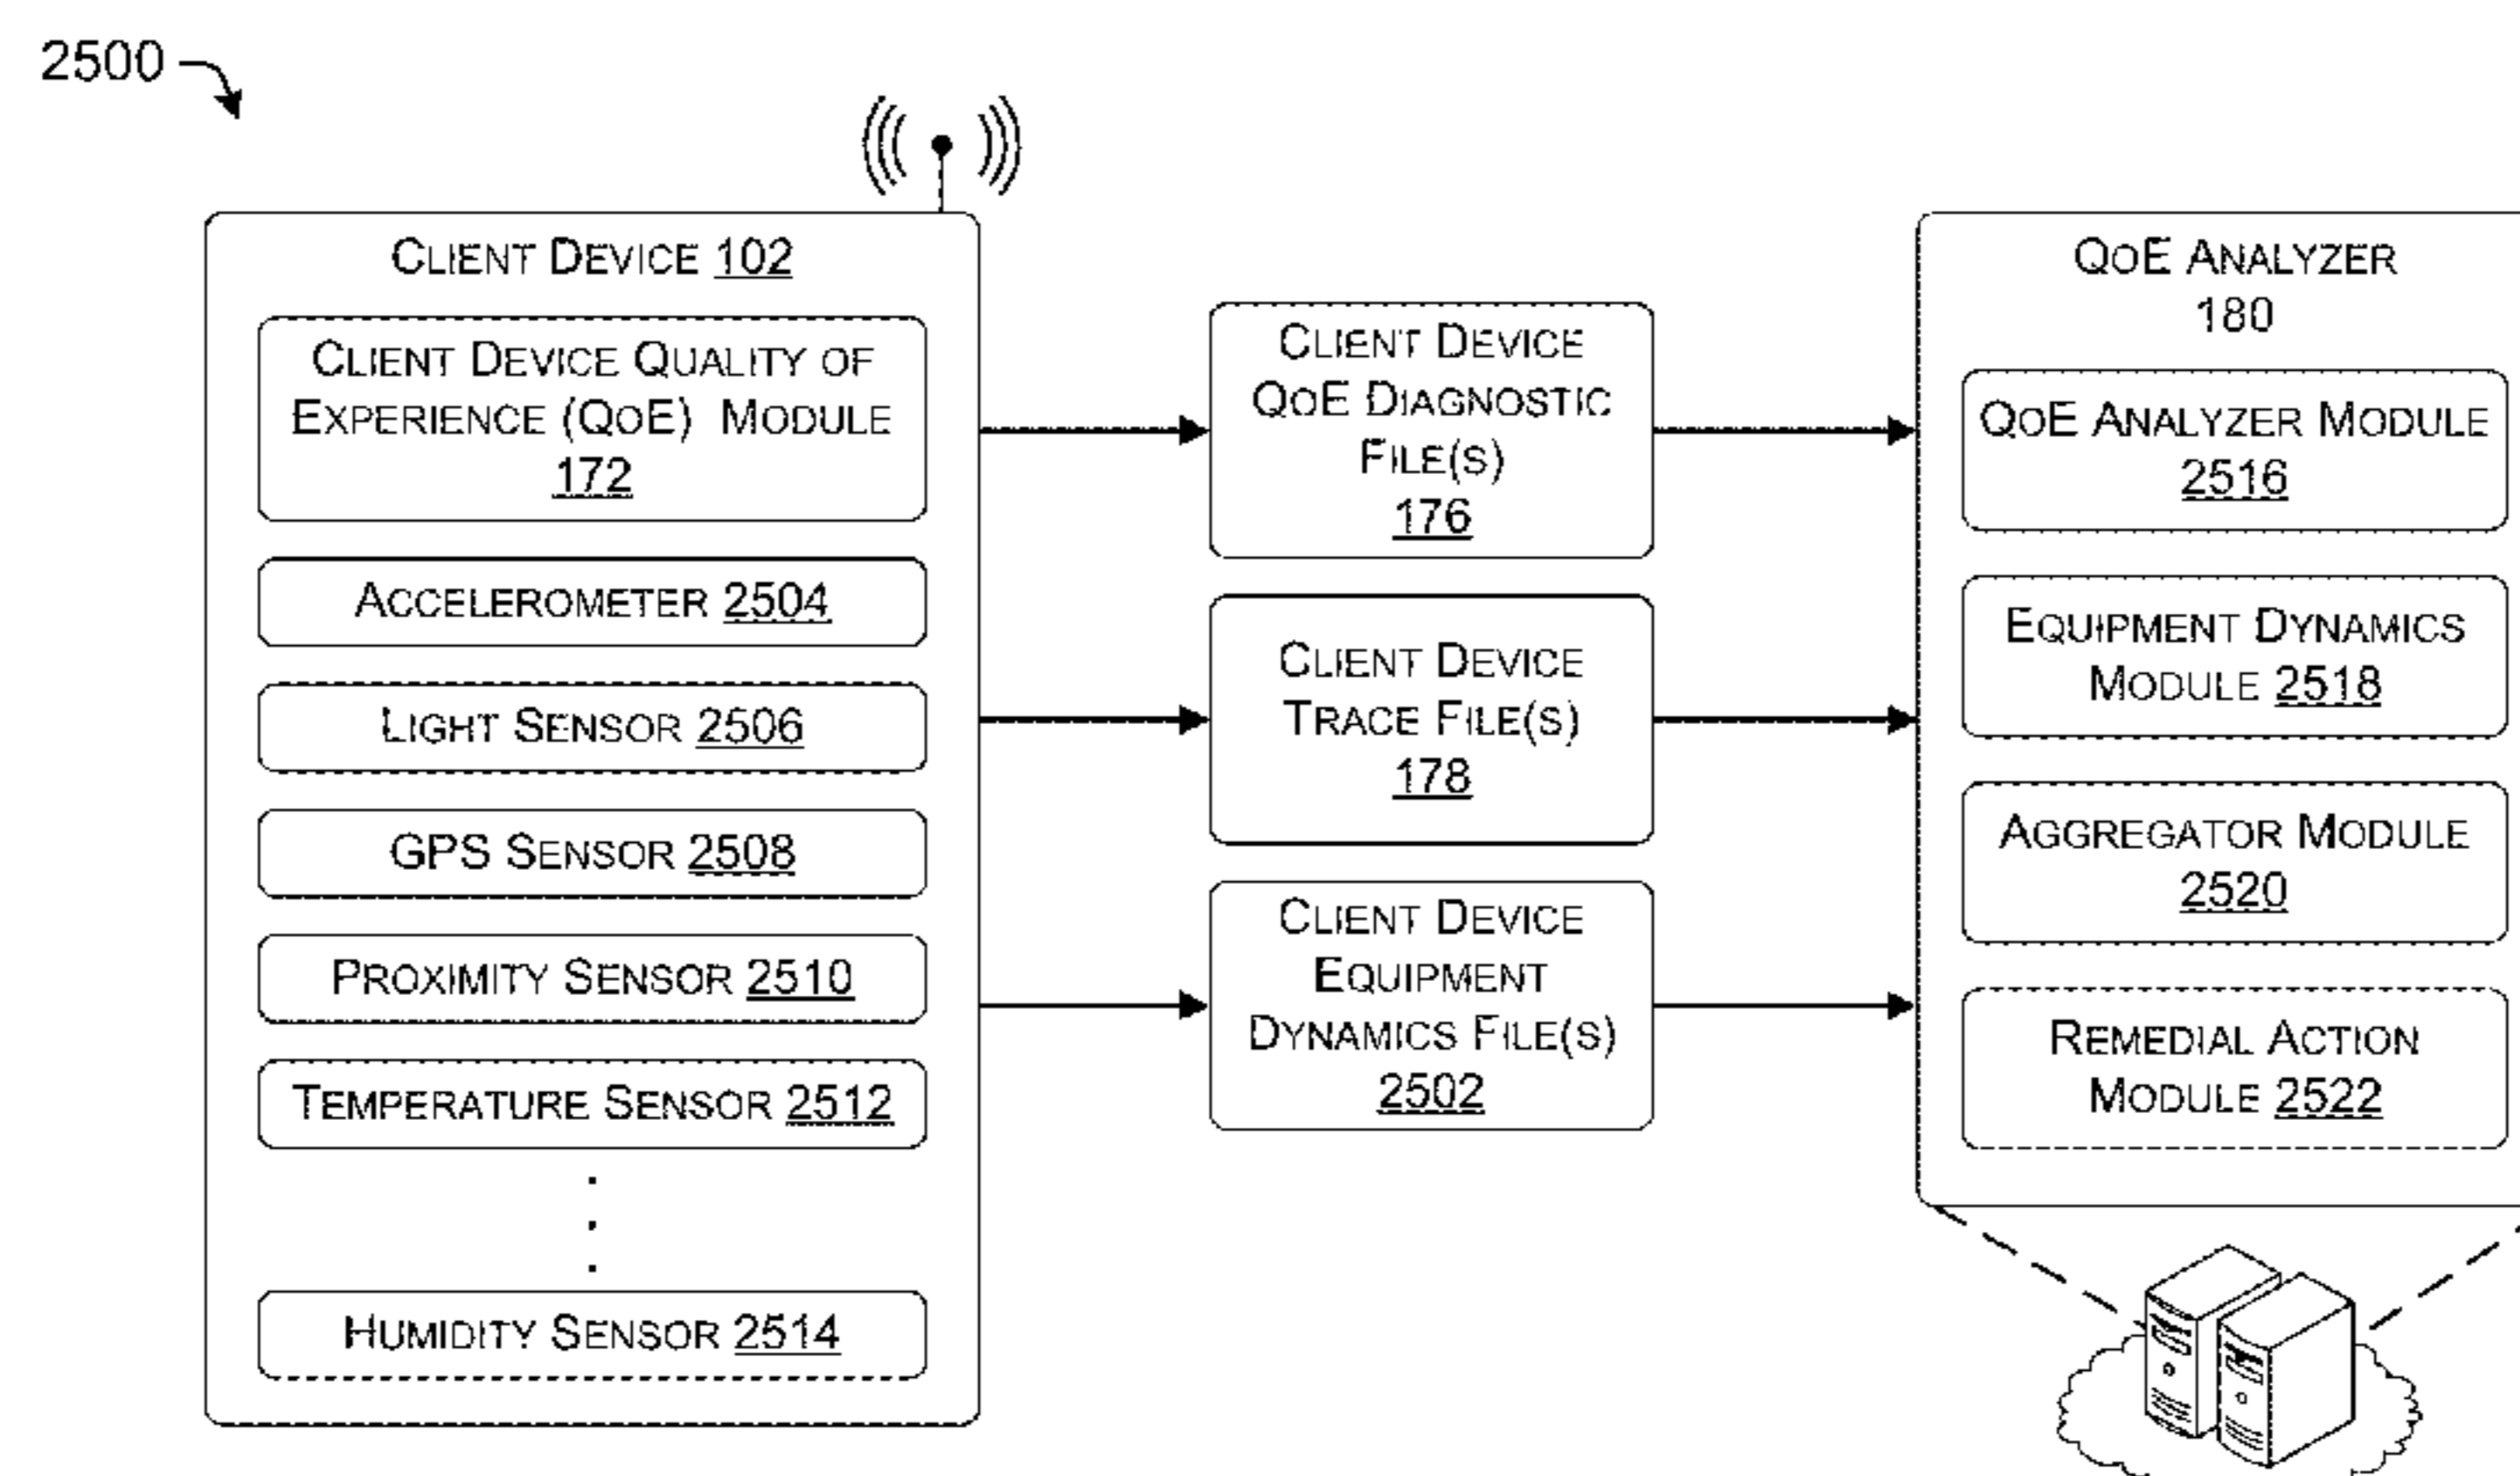 2500
CLIENT DEVICE 102
CLIENT DEVICE QUALITY OF
EXPERIENCE (QOE) MODULE
172
ACCELEROMETER 2504
LIGHT SENSOR 2506
GPS SENSOR 2508
PROXIMITY SENSOR 2510
TEMPERATURE SENSOR 2512
HUMIDITY SENSOR 2514
CLIENT DEVICE
QOE DIAGNOSTIC
FILE(S)
176
CLIENT DEVICE
TRACE FILE(S)
178
CLIENT DEVICE
EQUIPMENT
DYNAMICS FILE(S)
2502
QOE ANALYZER
180
QOE ANALYZER MODULE
2516
EQUIPMENT DYNAMICS
MODULE 2518
AGGREGATOR MODULE
2520
REMEDIAL ACTION
MODULE 2522